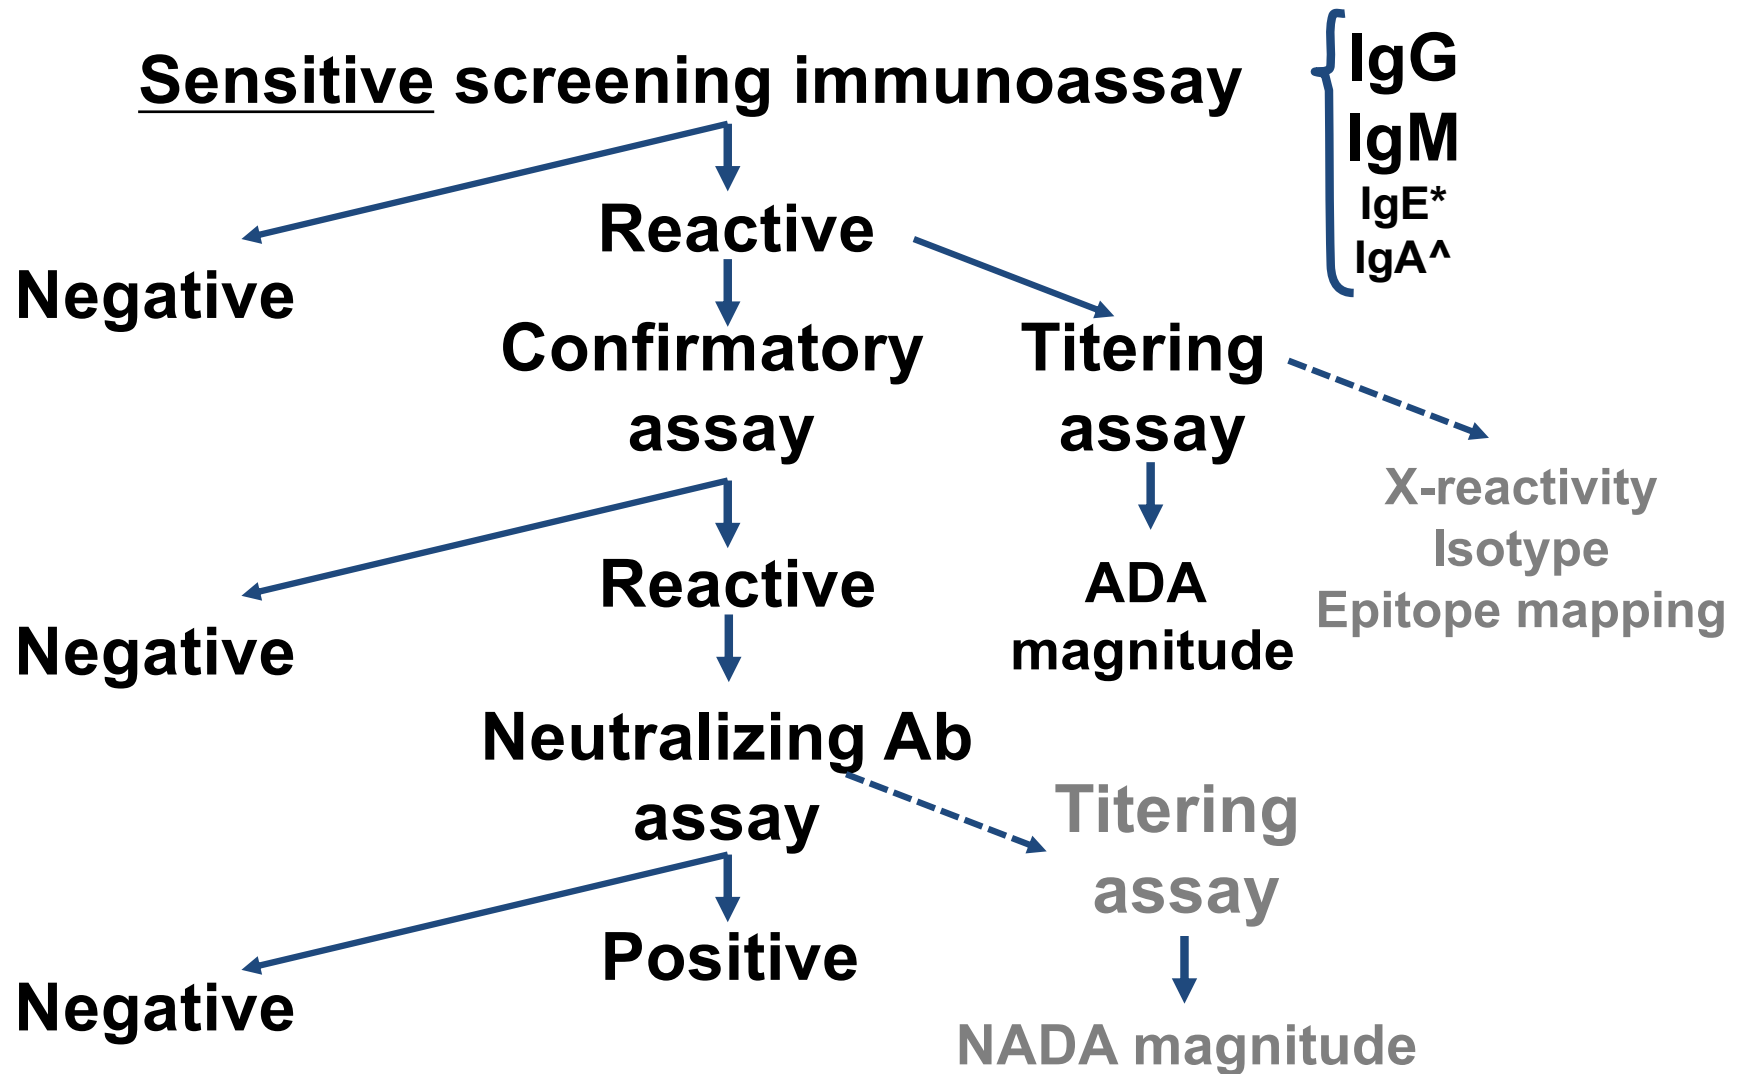 Sensitive screening immunoassay
IgG
IgM
IgE*
IgA^
Reactive
Negative
Confirmatory
assay
Titering
assay
X-reactivity
Isotype
Epitope mapping
Reactive
ADA
magnitude
Negative
Neutralizing Ab
assay
Titering
assay
Positive
Negative
NADA magnitude